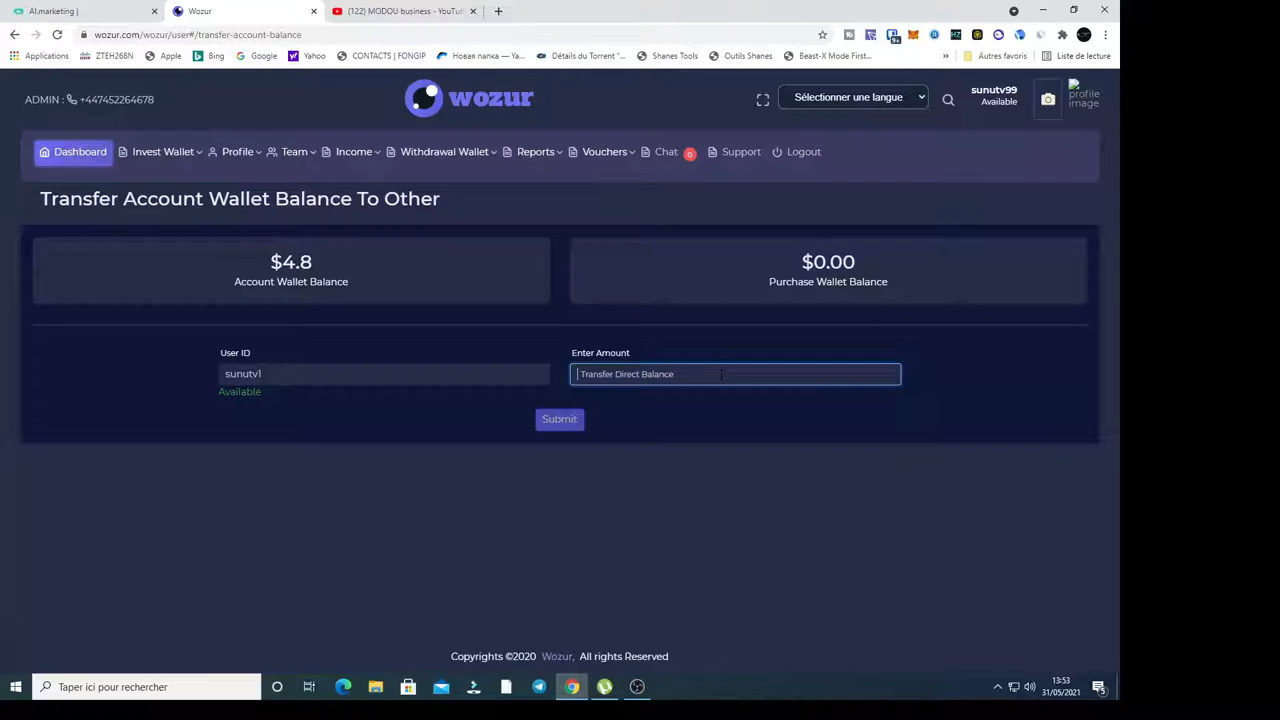 AI.marketing |
Wozur
(122) MODOU business - YouTu
wozur.com/wozur/user#/transfer-account-balance
Applications
ZTEH268N
Apple
Bing
Google
Yahoo
CONTACTS | FONGIP
Новая папка — Ya...
Détails du Torrent "...
Shanes Tools
Outils Shanes
Beast-X Mode First...
»
Autres favoris
Liste de lecture
ADMIN : +447452264678
wozur
Sélectionner une langue
sunutv99
Available
profile image
Dashboard
Invest Wallet
Profile
Team
Income
Withdrawal Wallet
Reports
Vouchers
Chat 0
Support
Logout
Transfer Account Wallet Balance To Other
$4.8
Account Wallet Balance
$0.00
Purchase Wallet Balance
User ID
sunutv1
Available
Enter Amount
Transfer Direct Balance
Submit
Copyrights ©2020 Wozur, All rights Reserved
Taper ici pour rechercher
13:53
31/05/2021